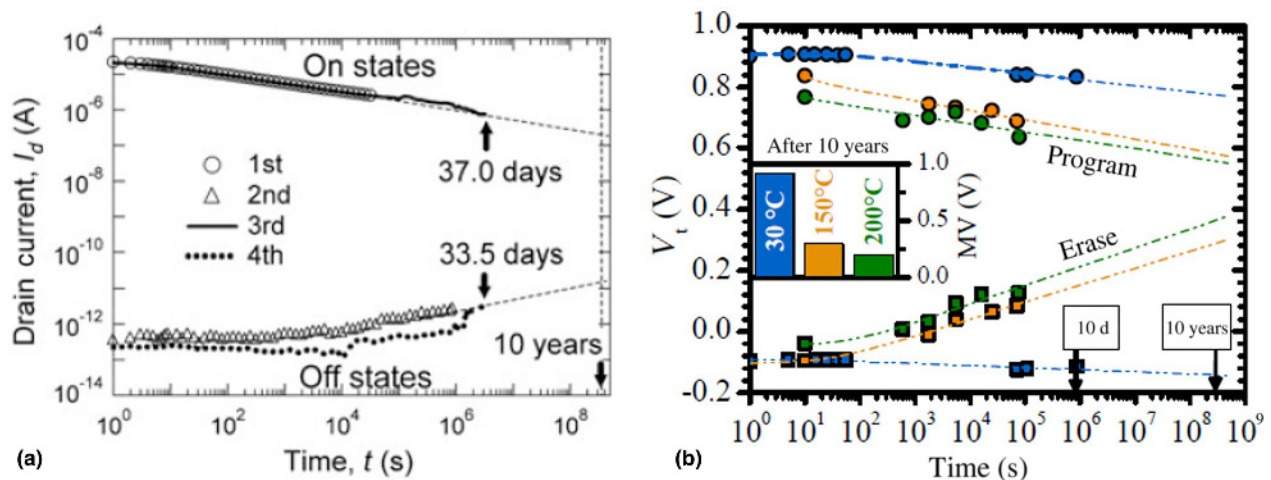 10⁻⁴
10⁻⁶
10⁻⁸
10⁻¹⁰
10⁻¹²
10⁻¹⁴
Drain current, I_d (A)
On states
1st
2nd
3rd
4th
37.0 days
33.5 days
10 years
Off states
10⁰ 10² 10⁴ 10⁶ 10⁸
Time, t (s)
(a)
1.0
0.8
0.6
0.4
0.2
0.0
-0.2
V_t (V)
Program
After 10 years
30 °C
150°C
200°C
1.0
0.5
0.0
MV (V)
Erase
10 d
10 years
10⁰ 10¹ 10² 10³ 10⁴ 10⁵ 10⁶ 10⁷ 10⁸ 10⁹
Time (s)
(b)